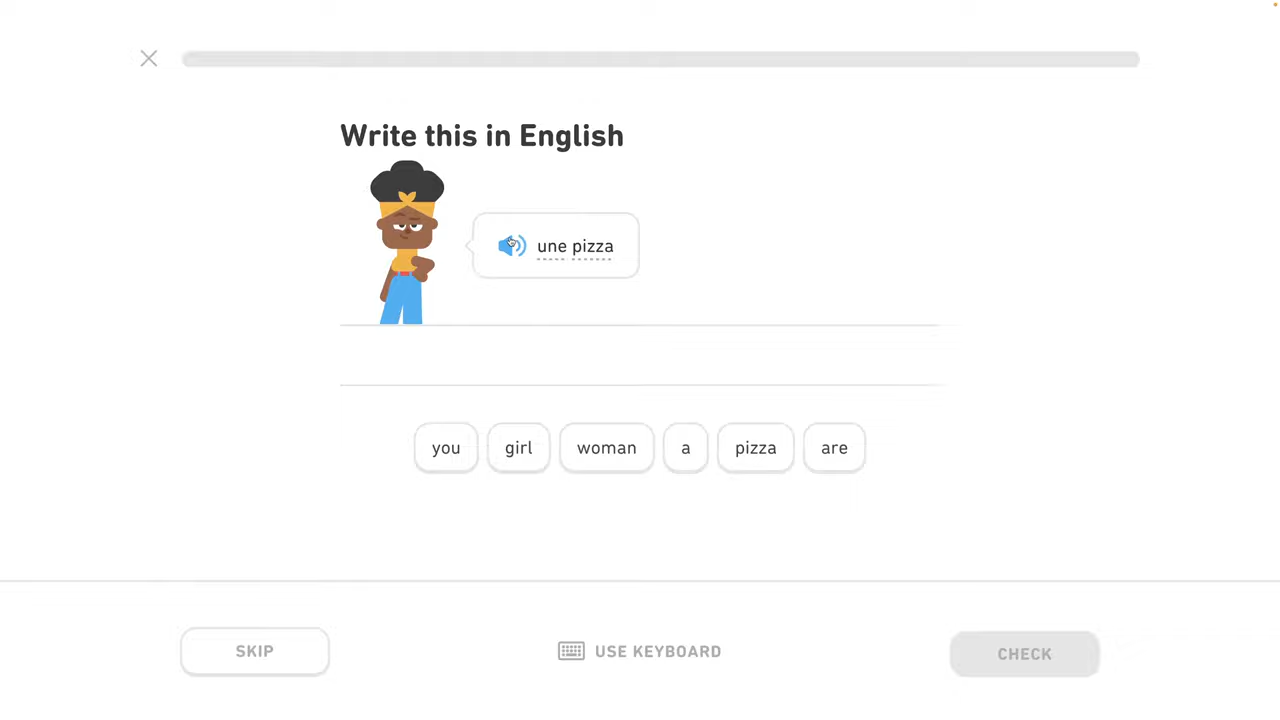 Write this in English
une pizza
you girl woman a pizza are
SKIP USE KEYBOARD CHECK